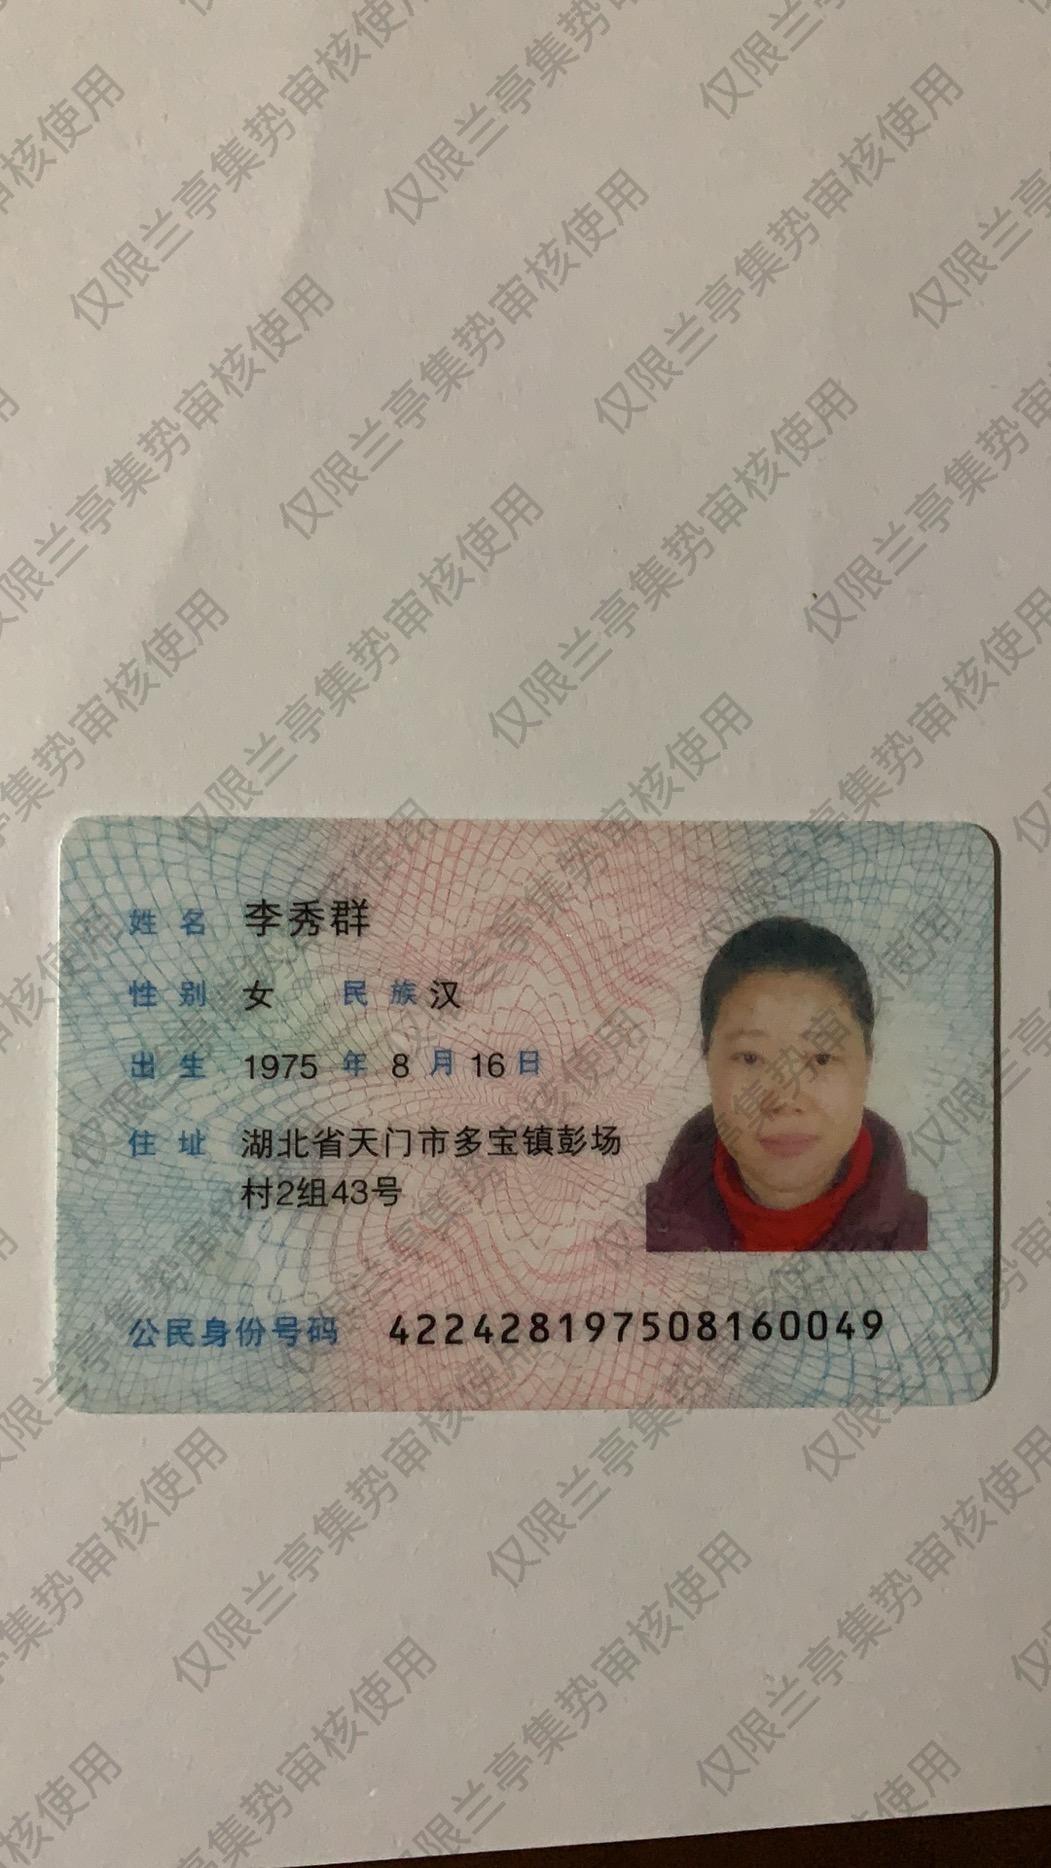 仅限兰亭集势审核使用
姓名 李秀群
性别 女 民族 汉
出生 1975 年 8 月 16 日
住址 湖北省天门市多宝镇彭场
村2组43号
公民身份号码 422428197508160049